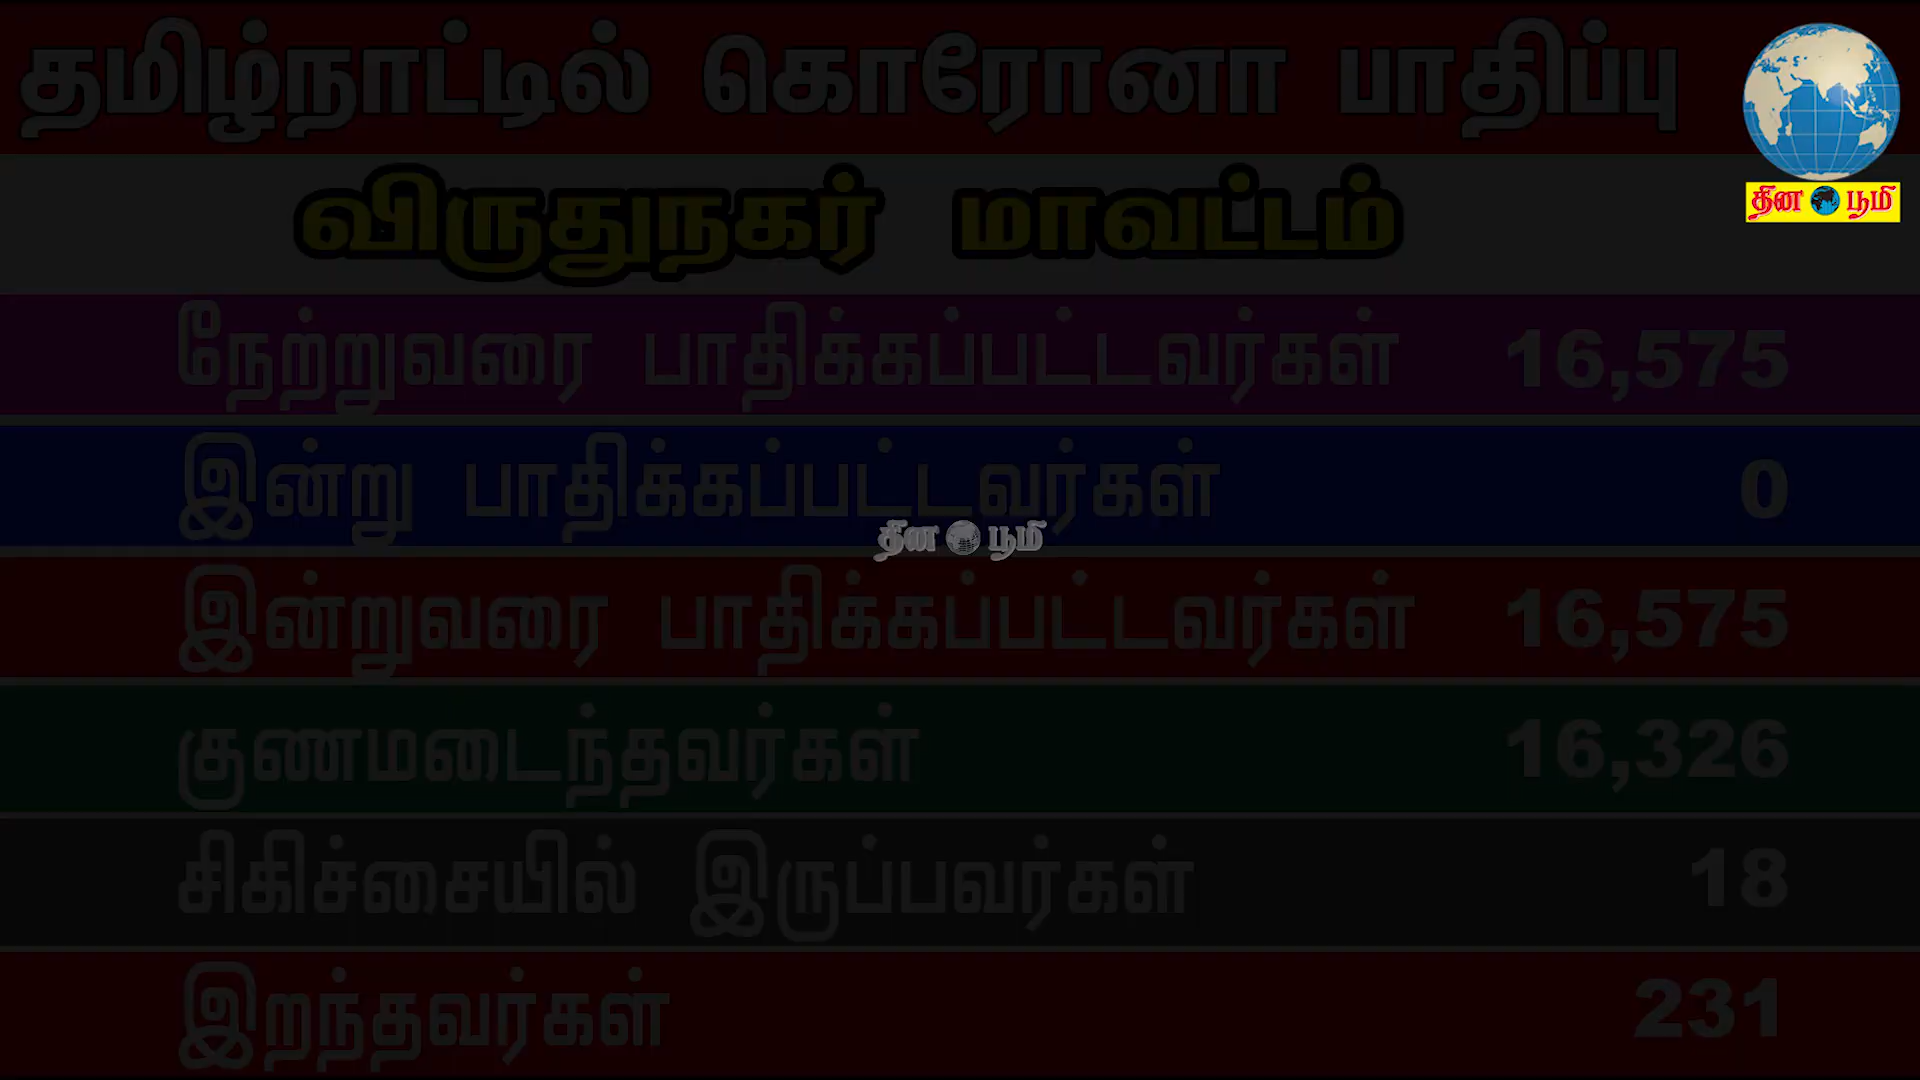 தமிழ்நாட்டில் கொரோனா பாதிப்பு
தின பூமி
விருதுநகர் மாவட்டம்
நேற்றுவரை பாதிக்கப்பட்டவர்கள் 16,575
இன்று பாதிக்கப்பட்டவர்கள் 0
தின பூமி
இன்றுவரை பாதிக்கப்பட்டவர்கள் 16,575
குணமடைந்தவர்கள் 16,326
சிகிச்சையில் இருப்பவர்கள் 18
இறந்தவர்கள் 231